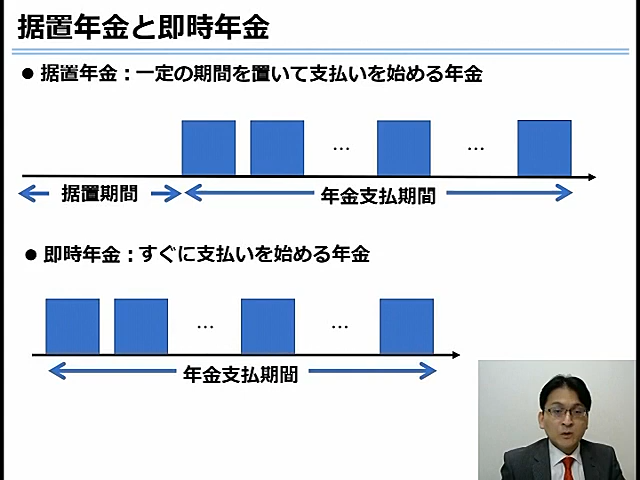 据置年金と即時年金
● 据置年金：一定の期間を置いて支払いを始める年金
… …
据置期間 年金支払期間
● 即時年金：すぐに支払いを始める年金
… …
年金支払期間